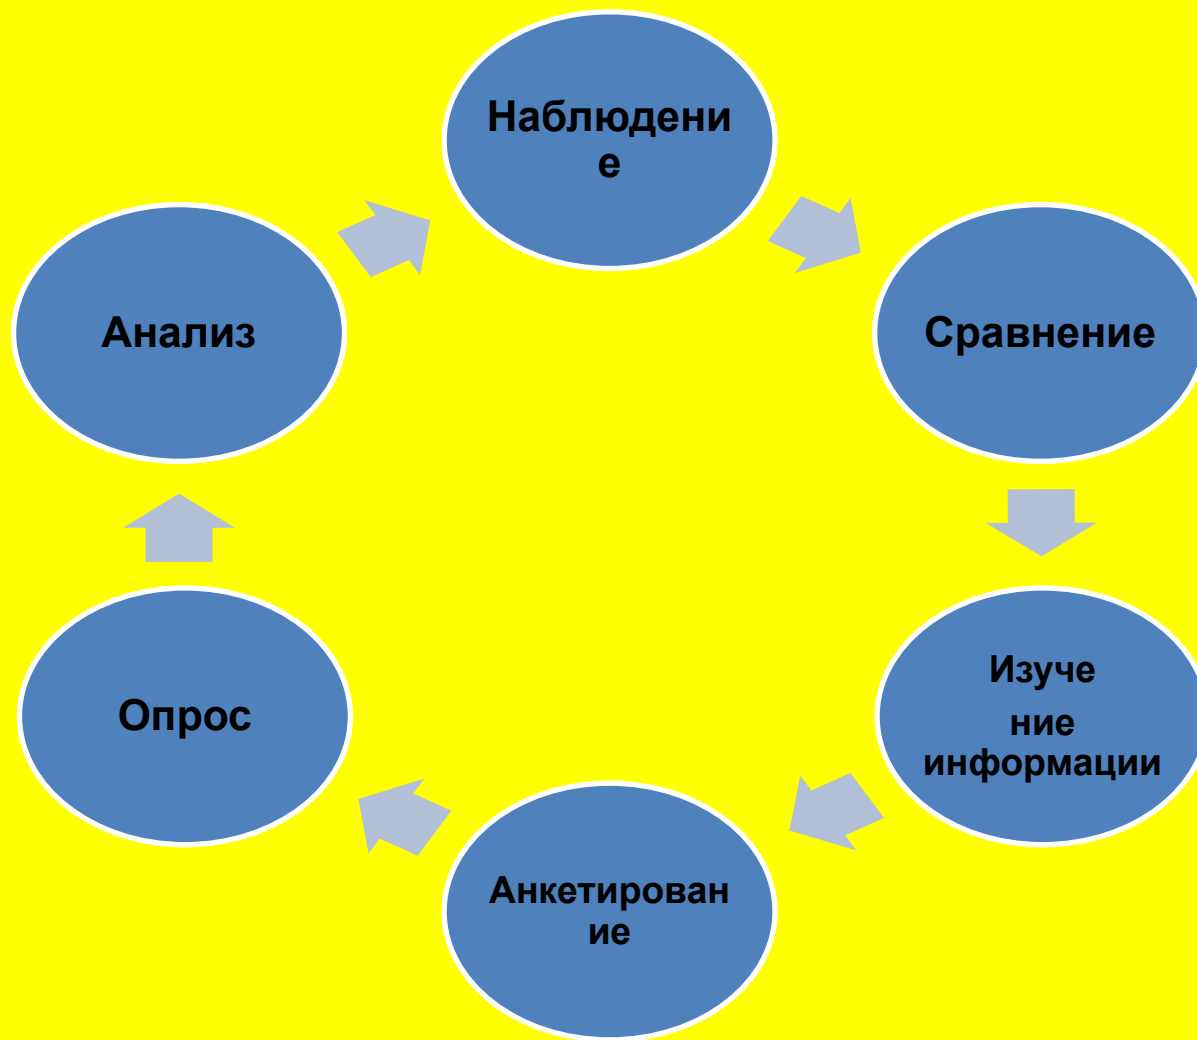 Наблюдени
е
Сравнение
Изуче
ние
информации
Анкетирован
ие
Опрос
Анализ